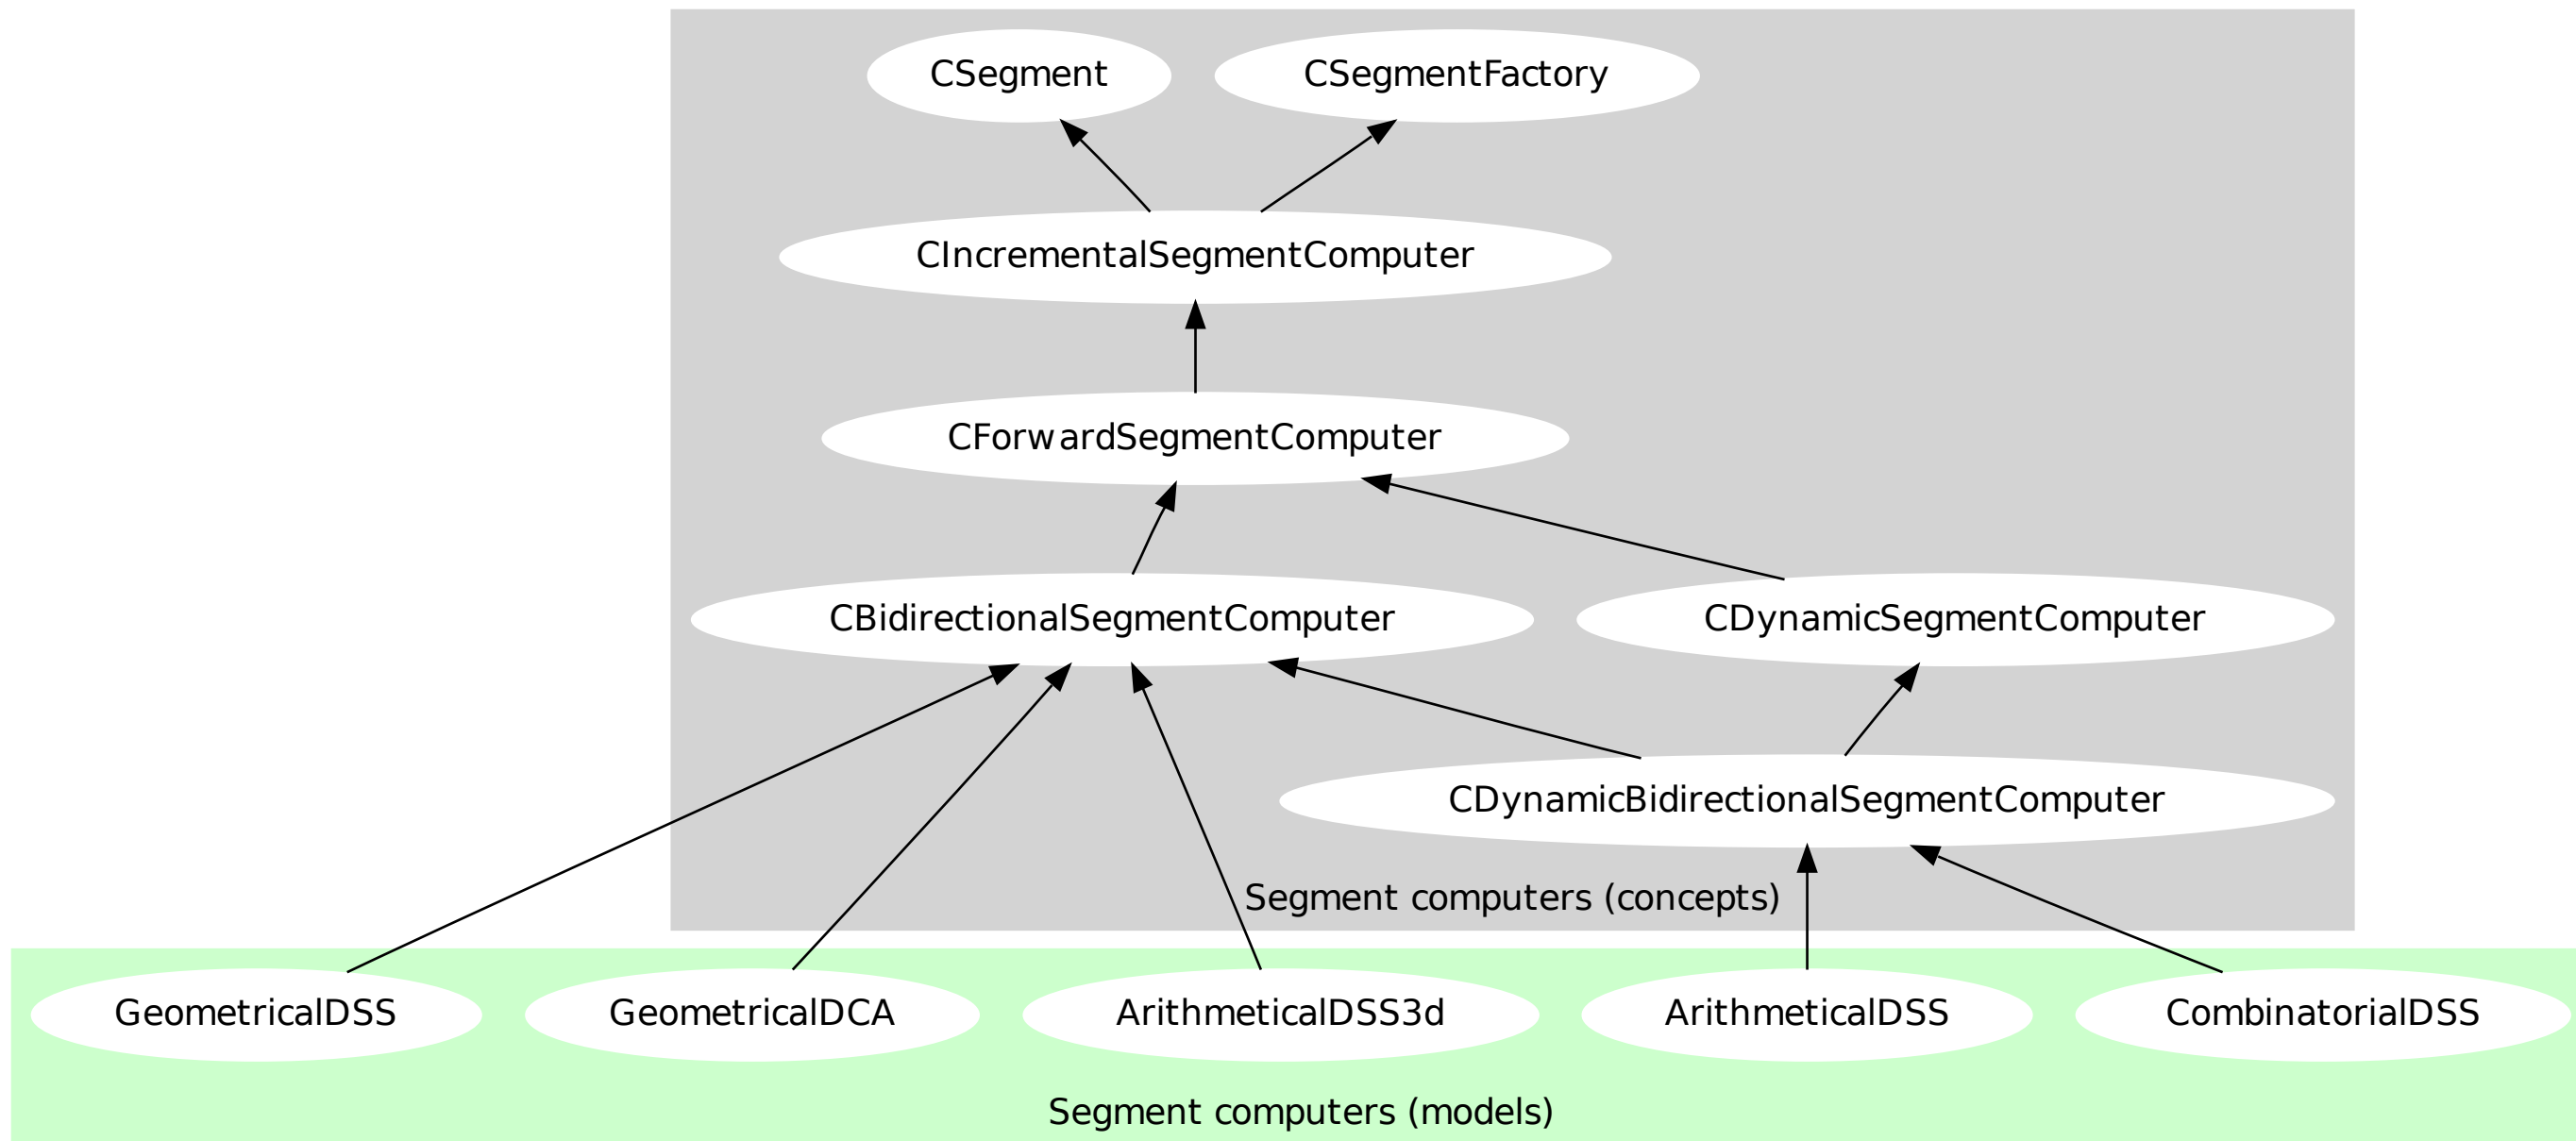 CSegment
CSegmentFactory
CIncrementalSegmentComputer
CForwardSegmentComputer
CBidirectionalSegmentComputer
CDynamicSegmentComputer
CDynamicBidirectionalSegmentComputer
Segment computers (concepts)
GeometricalDSS
GeometricalDCA
ArithmeticalDSS3d
ArithmeticalDSS
CombinatorialDSS
Segment computers (models)